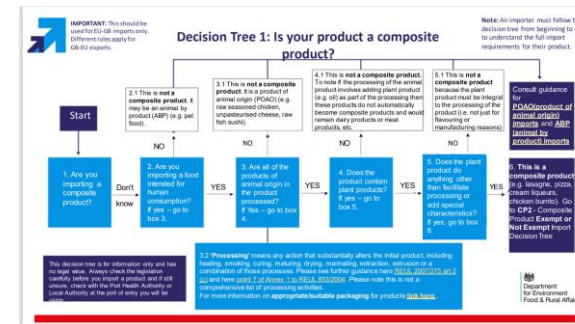 IMPORTANT: This should be
used for EU-GB imports only.
Different rules apply for
GB-EU exports.
Decision Tree 1: Is your product a composite
product?
Note: An importer must follow t
decision tree from beginning to
to understand the full import
requirements for their product.
2.1 This is not a
composite product. It
may be an animal by
product (ABP) (e.g. pet
food).
3.1 This is not a composite
product. It is a product of
animal origin (POAO) (e.g.
raw seasoned chicken,
unpasteurised cheese, raw
fish sushi).
4.1 This is not a composite product.
To note if the processing of the animal
product involves adding plant product
(e.g. oil) as part of the processing then
these products do not automatically
become composite products and would
remain dairy products or meat
products, etc.
5.1 This is not a
composite product
because the plant
product must be integral
to the processing of the
product (i.e. not just for
flavouring or
manufacturing reasons)
Consult guidance
for
POAO(product of
animal origin)
imports and ABP
(animal by
product) imports
Start
NO
NO
NO
NO
1. Are you
importing a
composite
product?
Don't
know
2. Are you
importing a food
intended for
human
consumption?
If yes – go to
box 3.
YES
3. Are all of the
products of
animal origin in
the product,
processed?
If Yes – go to box
4.
YES
4. Does the
product contain
plant products?
If yes – go to
box 5.
YES
5. Does the plant
product do
anything other
than facilitate
processing or
add special
characteristics?
If yes, go to box
6.
YES
6. This is a
composite product
(e.g. lasagne, pizza,
cream liqueurs,
chicken burrito). Go
to CP2 - Composite
Product Exempt or
Not Exempt Import
Decision Tree
3.2 'Processing' means any action that substantially alters the initial product, including
heating, smoking, curing, maturing, drying, marinating, extraction, extrusion or a
combination of those processes. Please see further guidance here REUL 2007/275 art.2
(c) and here point 7 of Annex 1 to REUL 853/2004. Please note this is not a
comprehensive list of processing activities.
For more information on appropriate/suitable packaging for products link here.
This decision tree is for information only and has
no legal value. Always check the legislation
carefully before you import a product and if still
unsure, check with the Port Health Authority or
Local Authority at the port of entry you will be
using.
Department
for Environment
Food & Rural Affai